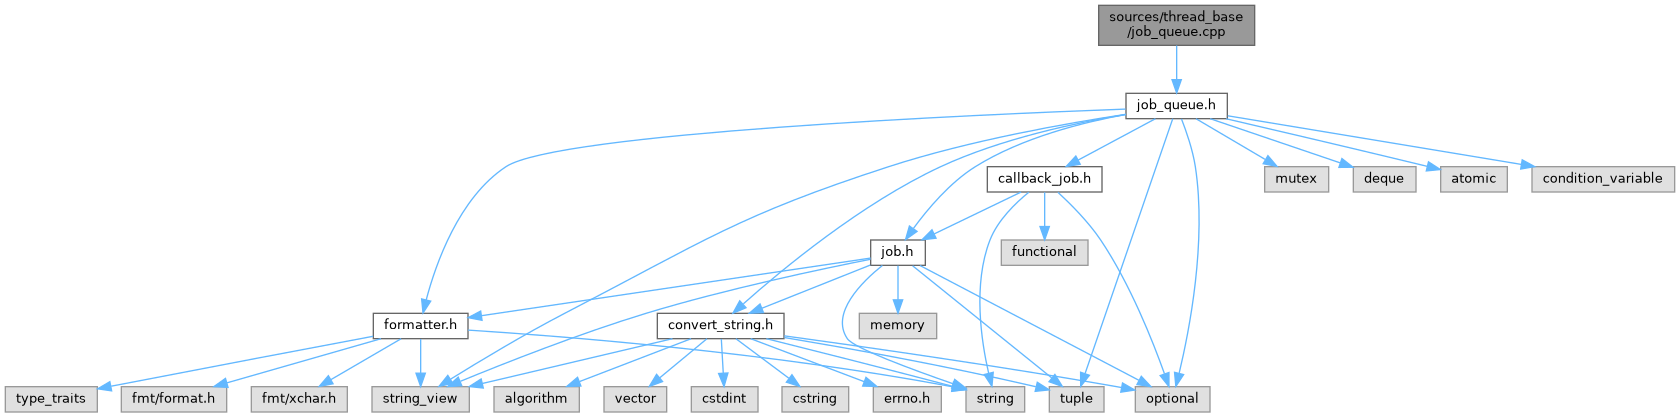 sources/thread_base
/job_queue.cpp
job_queue.h
callback_job.h
mutex
deque
atomic
condition_variable
job.h
functional
formatter.h
convert_string.h
memory
type_traits
fmt/format.h
fmt/xchar.h
string_view
algorithm
vector
cstdint
cstring
errno.h
string
tuple
optional